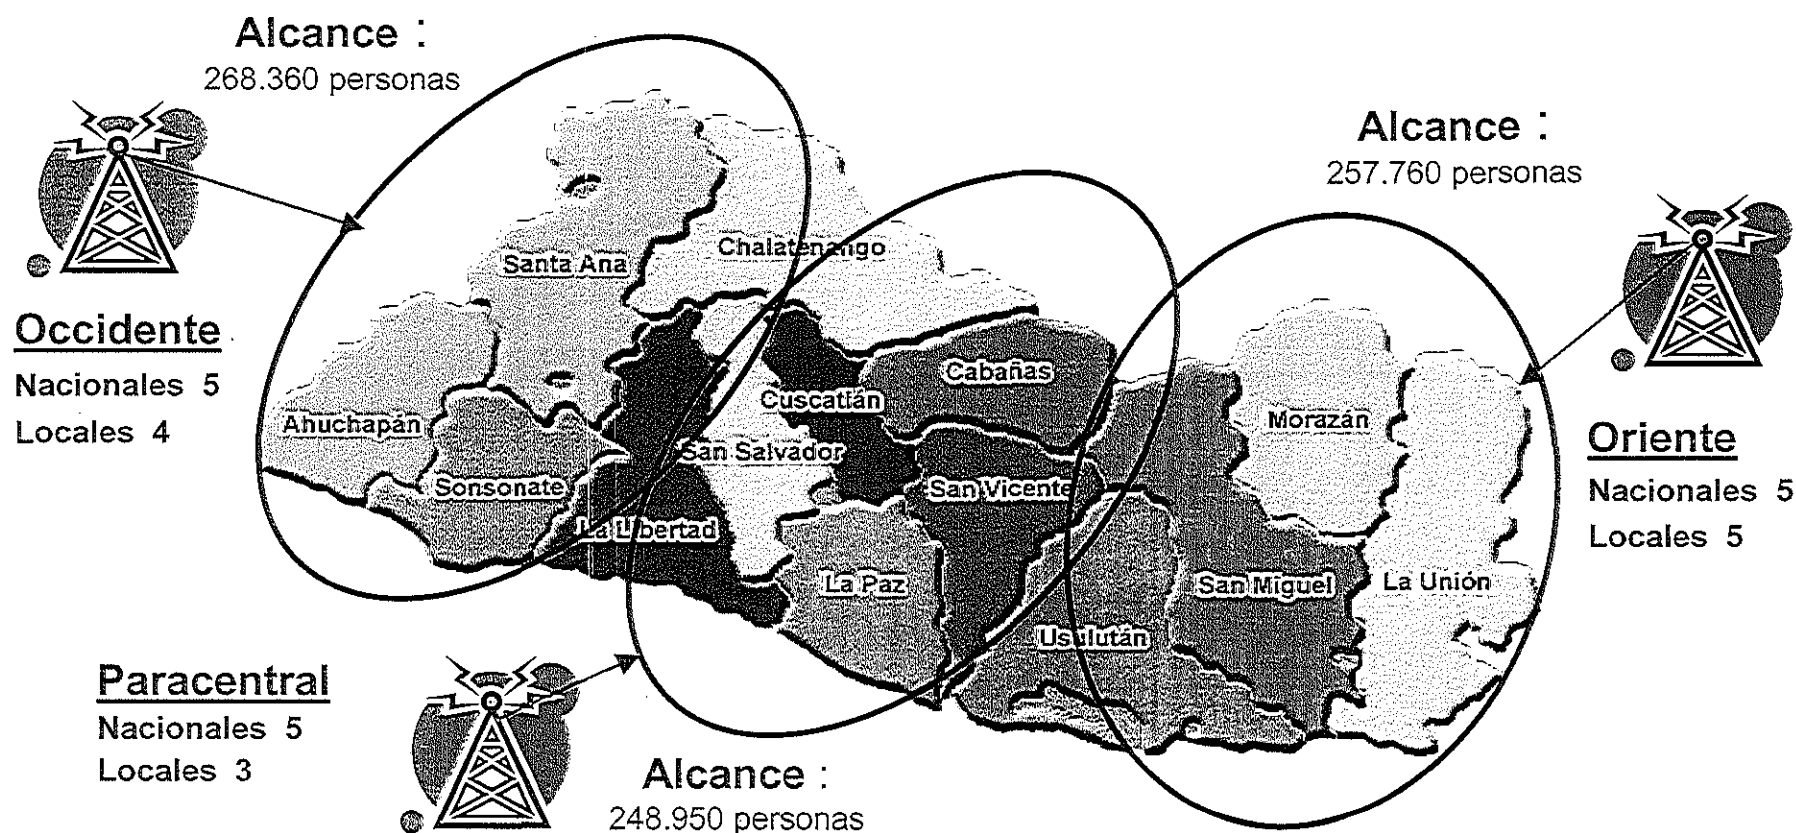 Alcance :
268.360 personas
Alcance :
257.760 personas
Occidente
Nacionales 5
Locales 4
Santa Ana
Chalatenango
Ahuchapán
Sonsonate
La Libertad
San Salvador
Cuscatlán
Cabañas
San Vicente
La Paz
Usulután
San Miguel
Morazán
La Unión
Oriente
Nacionales 5
Locales 5
Paracentral
Nacionales 5
Locales 3
Alcance :
248.950 personas